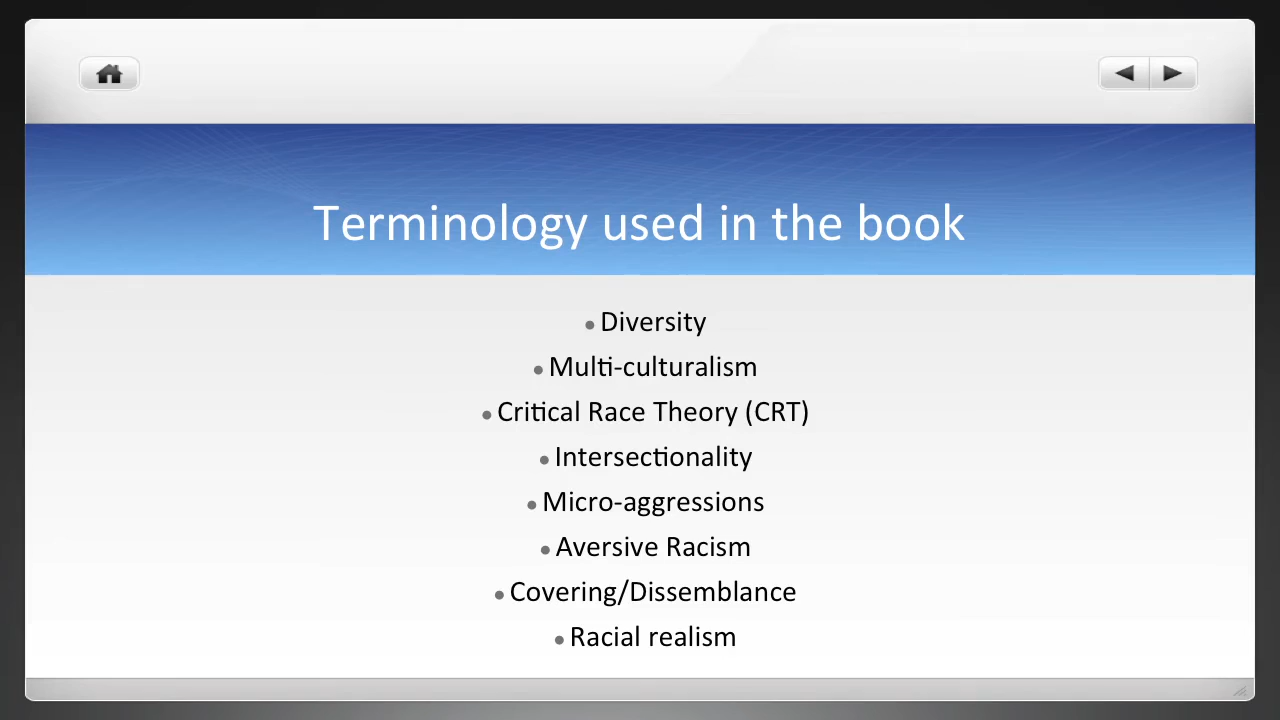 Terminology used in the book
• Diversity
• Multi-culturalism
• Critical Race Theory (CRT)
• Intersectionality
• Micro-aggressions
• Aversive Racism
• Covering/Dissemblance
• Racial realism